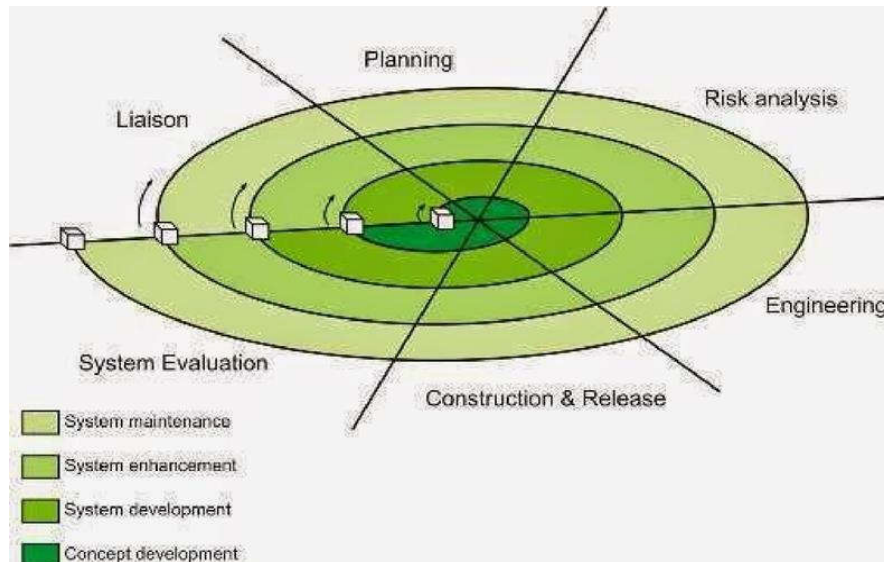 Planning
Risk analysis
Liaison
Engineering
System Evaluation
Construction & Release
System maintenance
System enhancement
System development
Concept development